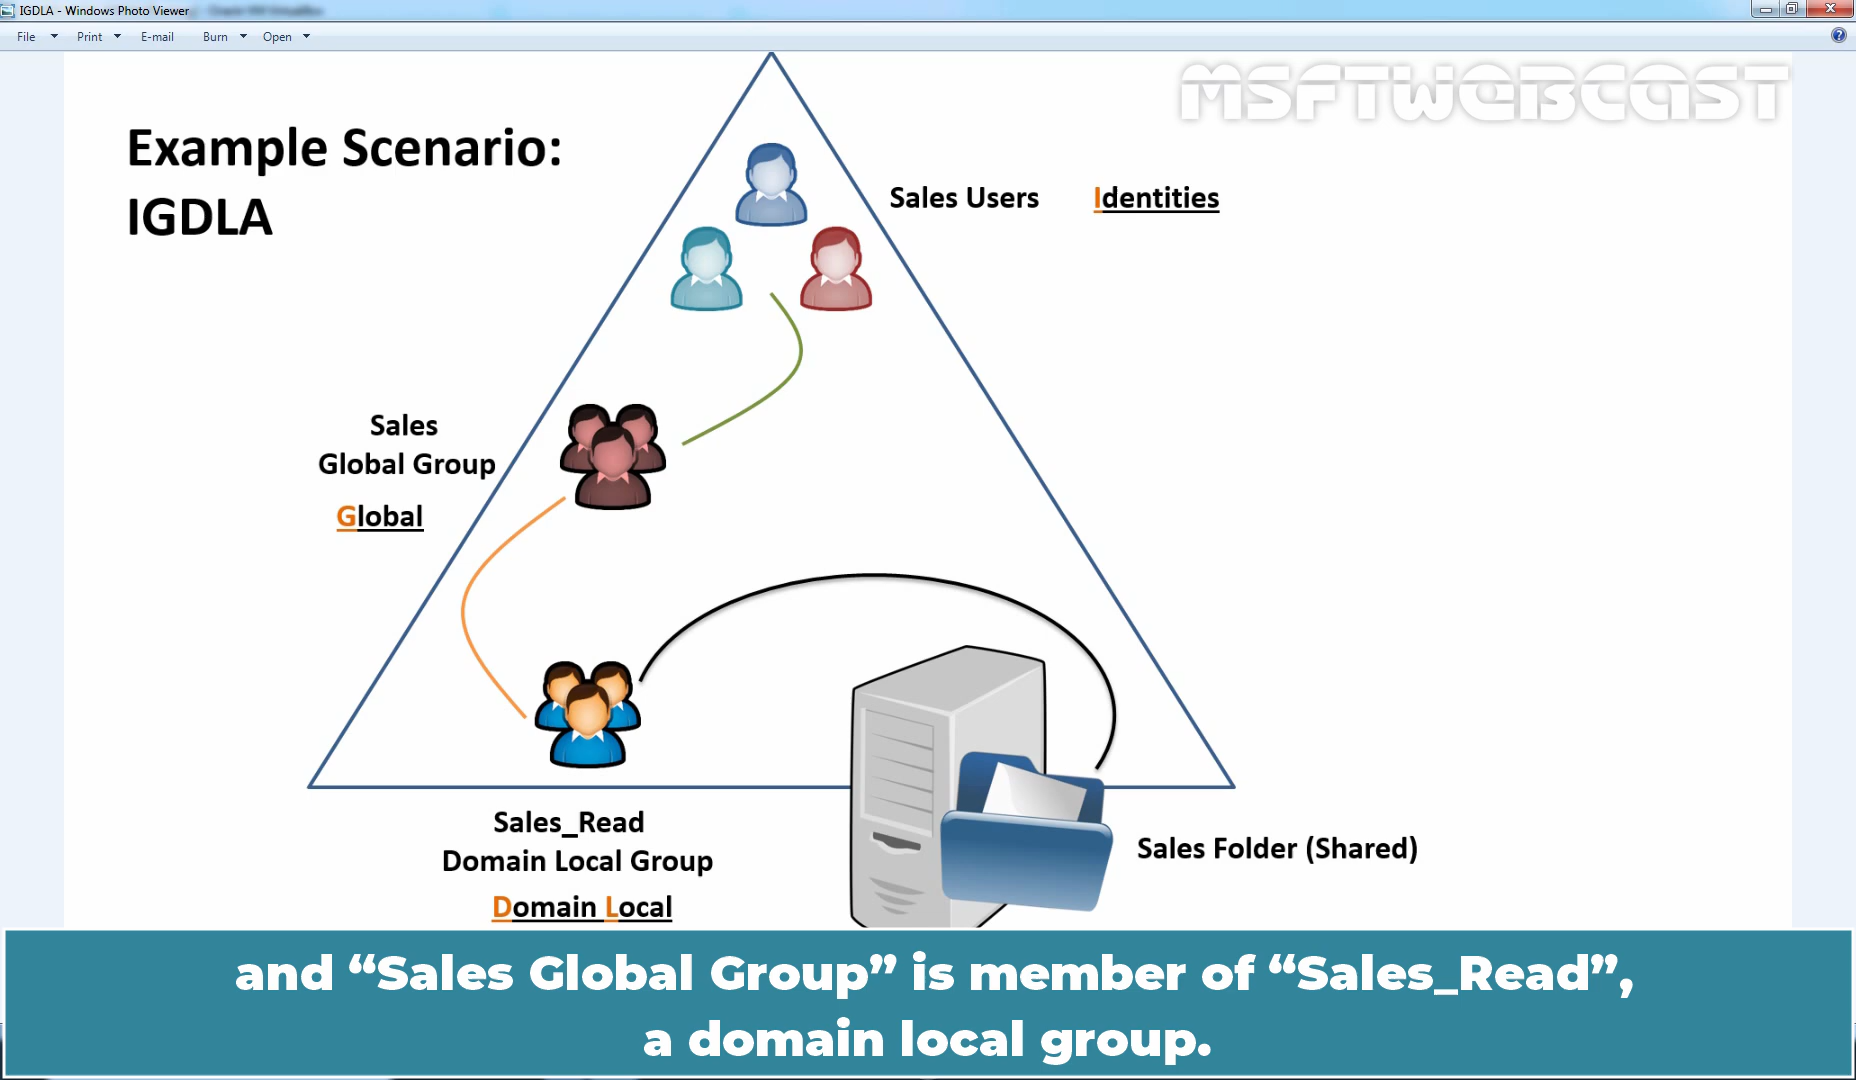 IGDLA - Windows Photo Viewer
File Print E-mail Burn Open
MSFTWEBCAST
Example Scenario:
IGDLA
Sales Users Identities
Sales
Global Group
Global
Sales_Read
Domain Local Group
Domain Local
Sales Folder (Shared)
and “Sales Global Group” is member of “Sales_Read”,
a domain local group.